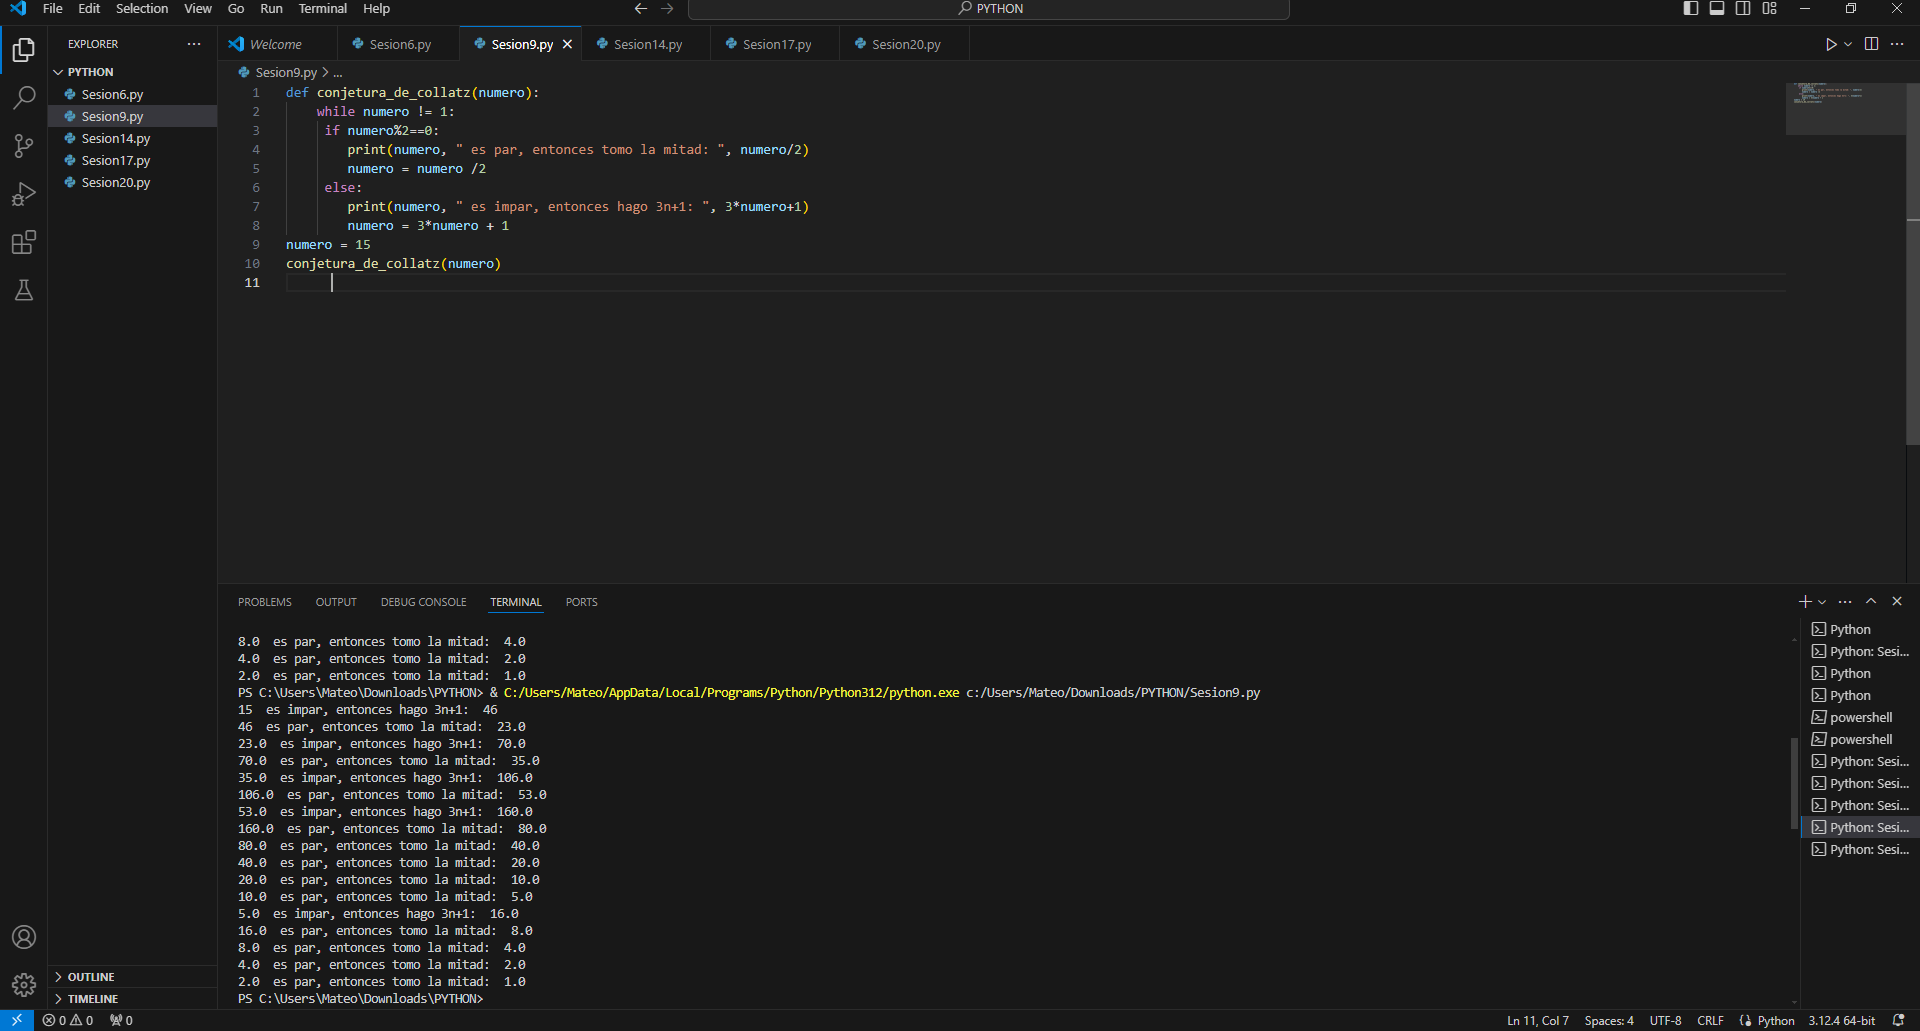 File Edit Selection View Go Run Terminal Help
PYTHON
EXPLORER
Welcome Sesion6.py Sesion9.py Sesion14.py Sesion17.py Sesion20.py
PYTHON
Sesion6.py
Sesion9.py
Sesion14.py
Sesion17.py
Sesion20.py
Sesion9.py > ...
1 def conjetura_de_collatz(numero):
2 while numero != 1:
3 if numero%2==0:
4 print(numero, " es par, entonces tomo la mitad: ", numero/2)
5 numero = numero /2
6 else:
7 print(numero, " es impar, entonces hago 3n+1: ", 3*numero+1)
8 numero = 3*numero + 1
9 numero = 15
10 conjetura_de_collatz(numero)
11
PROBLEMS OUTPUT DEBUG CONSOLE TERMINAL PORTS
8.0  es par, entonces tomo la mitad:  4.0
4.0  es par, entonces tomo la mitad:  2.0
2.0  es par, entonces tomo la mitad:  1.0
PS C:\Users\Mateo\Downloads\PYTHON> & C:/Users/Mateo/AppData/Local/Programs/Python/Python312/python.exe c:/Users/Mateo/Downloads/PYTHON/Sesion9.py
15  es impar, entonces hago 3n+1:  46
46  es par, entonces tomo la mitad:  23.0
23.0  es impar, entonces hago 3n+1:  70.0
70.0  es par, entonces tomo la mitad:  35.0
35.0  es impar, entonces hago 3n+1:  106.0
106.0  es par, entonces tomo la mitad:  53.0
53.0  es impar, entonces hago 3n+1:  160.0
160.0  es par, entonces tomo la mitad:  80.0
80.0  es par, entonces tomo la mitad:  40.0
40.0  es par, entonces tomo la mitad:  20.0
20.0  es par, entonces tomo la mitad:  10.0
10.0  es par, entonces tomo la mitad:  5.0
5.0  es impar, entonces hago 3n+1:  16.0
16.0  es par, entonces tomo la mitad:  8.0
8.0  es par, entonces tomo la mitad:  4.0
4.0  es par, entonces tomo la mitad:  2.0
2.0  es par, entonces tomo la mitad:  1.0
PS C:\Users\Mateo\Downloads\PYTHON>
Python
Python: Sesi...
Python
Python
powershell
powershell
Python: Sesi...
Python: Sesi...
Python: Sesi...
Python: Sesi...
Python: Sesi...
OUTLINE
TIMELINE
0 0 0 Ln 11, Col 7 Spaces: 4 UTF-8 CRLF Python 3.12.4 64-bit